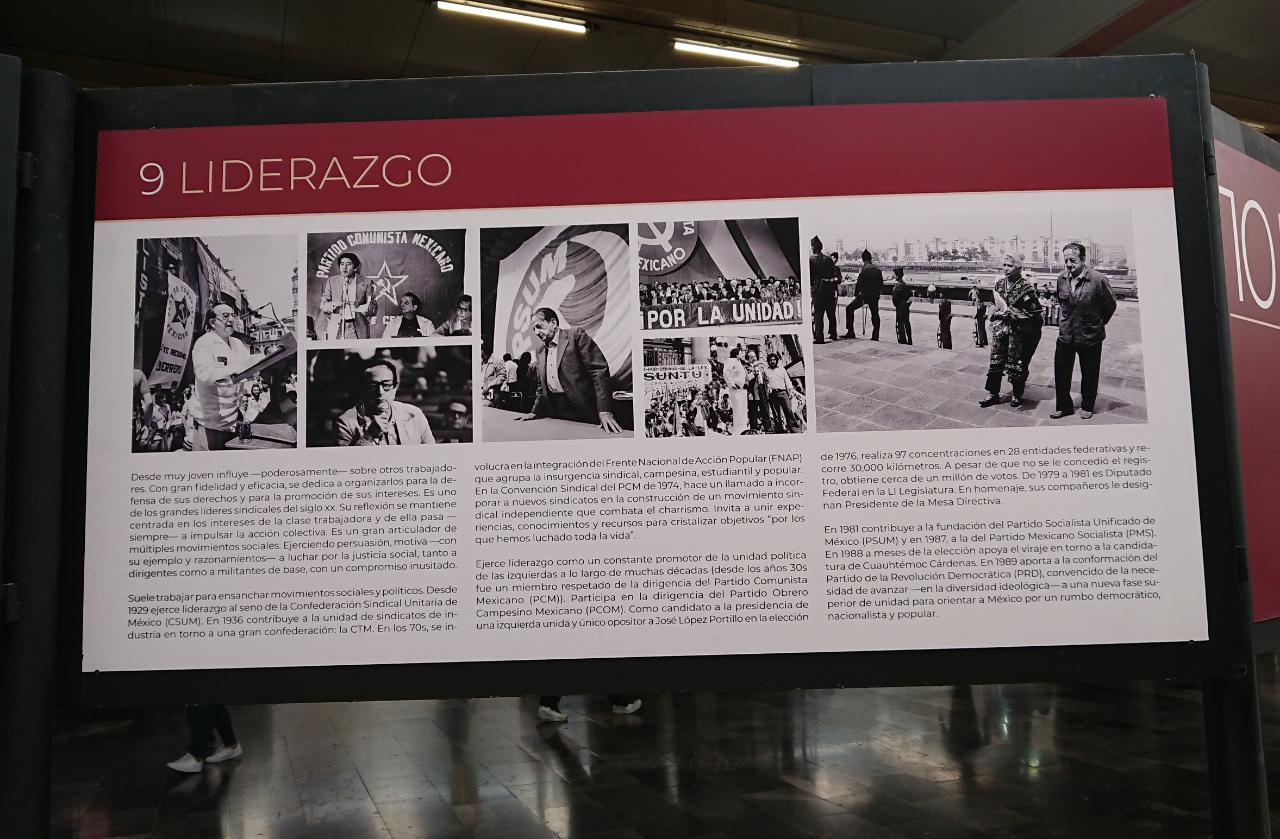 9 LIDERAZGO
10
PARTIDO COMUNISTA MEXICANO
PSUM
MEXICANO
¡POR LA UNIDAD!
SUNTU
Desde muy joven influye —poderosamente— sobre otros trabajado-
res. Con gran fidelidad y eficacia, se dedica a organizarlos para la de-
fensa de sus derechos y para la promoción de sus intereses. Es uno
de los grandes líderes sindicales del siglo XX. Su reflexión se mantiene
centrada en los intereses de la clase trabajadora y de ella pasa —
siempre— a impulsar la acción colectiva. Es un gran articulador de
múltiples movimientos sociales. Ejerciendo persuasión, motiva —con
su ejemplo y razonamientos— a luchar por la justicia social, tanto a
dirigentes como a militantes de base, con un compromiso inusitado.
Suele trabajar para ensanchar movimientos sociales y políticos. Desde
1929 ejerce liderazgo al seno de la Confederación Sindical Unitaria de
México (CSUM). En 1936 contribuye a la unidad de sindicatos de in-
dustria en torno a una gran confederación: la CTM. En los 70s, se in-
volucra en la integración del Frente Nacional de Acción Popular (FNAP)
que agrupa la insurgencia sindical, campesina, estudiantil y popular.
En la Convención Sindical del PCM de 1974, hace un llamado a incor-
porar a nuevos sindicatos en la construcción de un movimiento sin-
dical independiente que combata el charrismo. Invita a unir expe-
riencias, conocimientos y recursos para cristalizar objetivos "por los
que hemos luchado toda la vida".
Ejerce liderazgo como un constante promotor de la unidad política
de las izquierdas a lo largo de muchas décadas (desde los años 30s
fue un miembro respetado de la dirigencia del Partido Comunista
Mexicano (PCM)). Participa en la dirigencia del Partido Obrero
Campesino Mexicano (PCOM). Como candidato a la presidencia de
una izquierda unida y único opositor a José López Portillo en la elección
de 1976, realiza 97 concentraciones en 28 entidades federativas y re-
corre 30,000 kilómetros. A pesar de que no se le concedió el regis-
tro, obtiene cerca de un millón de votos. De 1979 a 1981 es Diputado
Federal en la LI Legislatura. En homenaje, sus compañeros le desig-
nan Presidente de la Mesa Directiva.
En 1981 contribuye a la fundación del Partido Socialista Unificado de
México (PSUM) y en 1987, a la del Partido Mexicano Socialista (PMS).
En 1988 a meses de la elección apoya el viraje en torno a la candida-
tura de Cuauhtémoc Cárdenas. En 1989 aporta a la conformación del
Partido de la Revolución Democrática (PRD), convencido de la nece-
sidad de avanzar —en la diversidad ideológica— a una nueva fase su-
perior de unidad para orientar a México por un rumbo democrático,
nacionalista y popular.